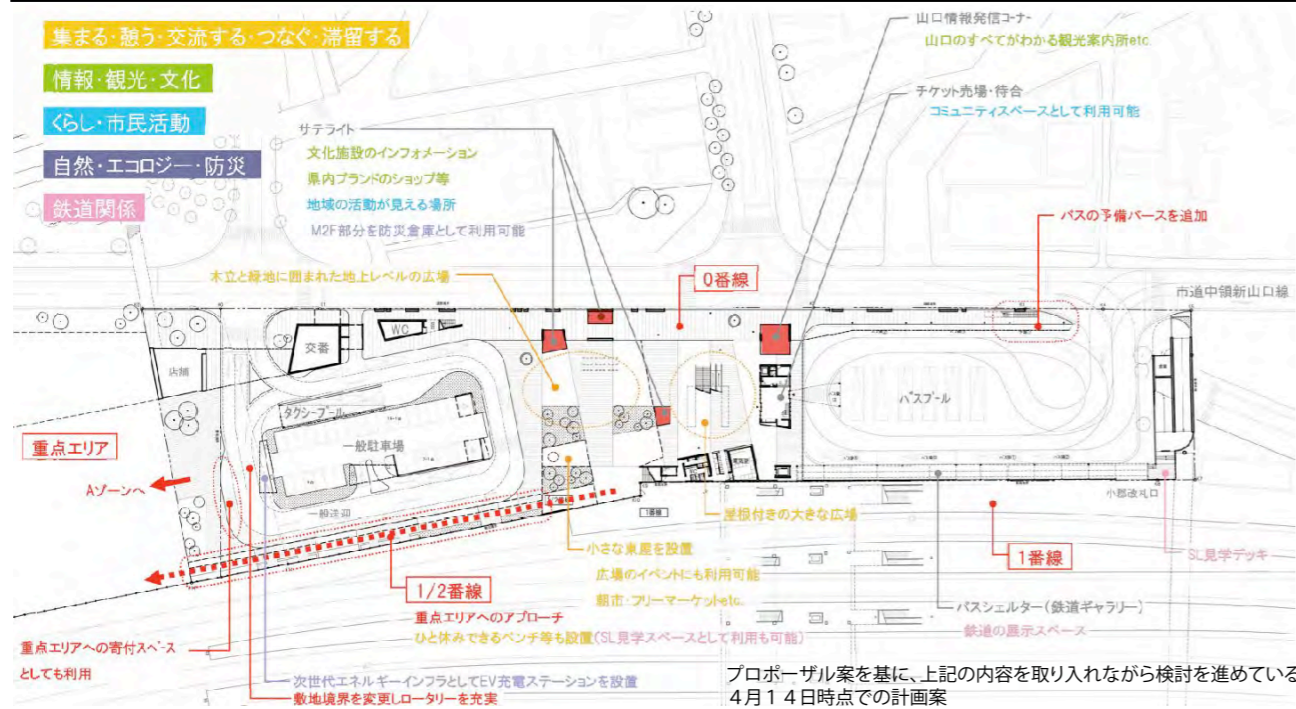 集まる・憩う・交流する・つなぐ・滞留する
情報・観光・文化
くらし・市民活動
自然・エコロジー・防災
鉄道関係
山口情報発信コーナー
山口のすべてがわかる観光案内所etc.
チケット売場・待合
コミュニティスペースとして利用可能
サテライト
文化施設のインフォメーション
県内ブランドのショップ等
地域の活動が見える場所
M2F部分を防災倉庫として利用可能
バスの予備バースを追加
木立と緑地に囲まれた地上レベルの広場
0番線
市道中領新山口線
交番
WC
店舗
タクシープール
一般駐車場
バスプール
重点エリア
Aゾーンへ
一般送迎
1番線
小郡改札口
屋根付きの大きな広場
小さな東屋を設置
広場のイベントにも利用可能
朝市・フリーマーケットetc.
1番線
SL見学デッキ
1/2番線
重点エリアへのアプローチ
ひと休みできるベンチ等も設置(SL見学スペースとして利用も可能)
バスシェルター(鉄道ギャラリー)
鉄道の展示スペース
重点エリアへの寄付スペース
としても利用
次世代エネルギーインフラとしてEV充電ステーションを設置
敷地境界を変更しロータリーを充実
プロポーザル案を基に、上記の内容を取り入れながら検討を進めている
4月14日時点での計画案